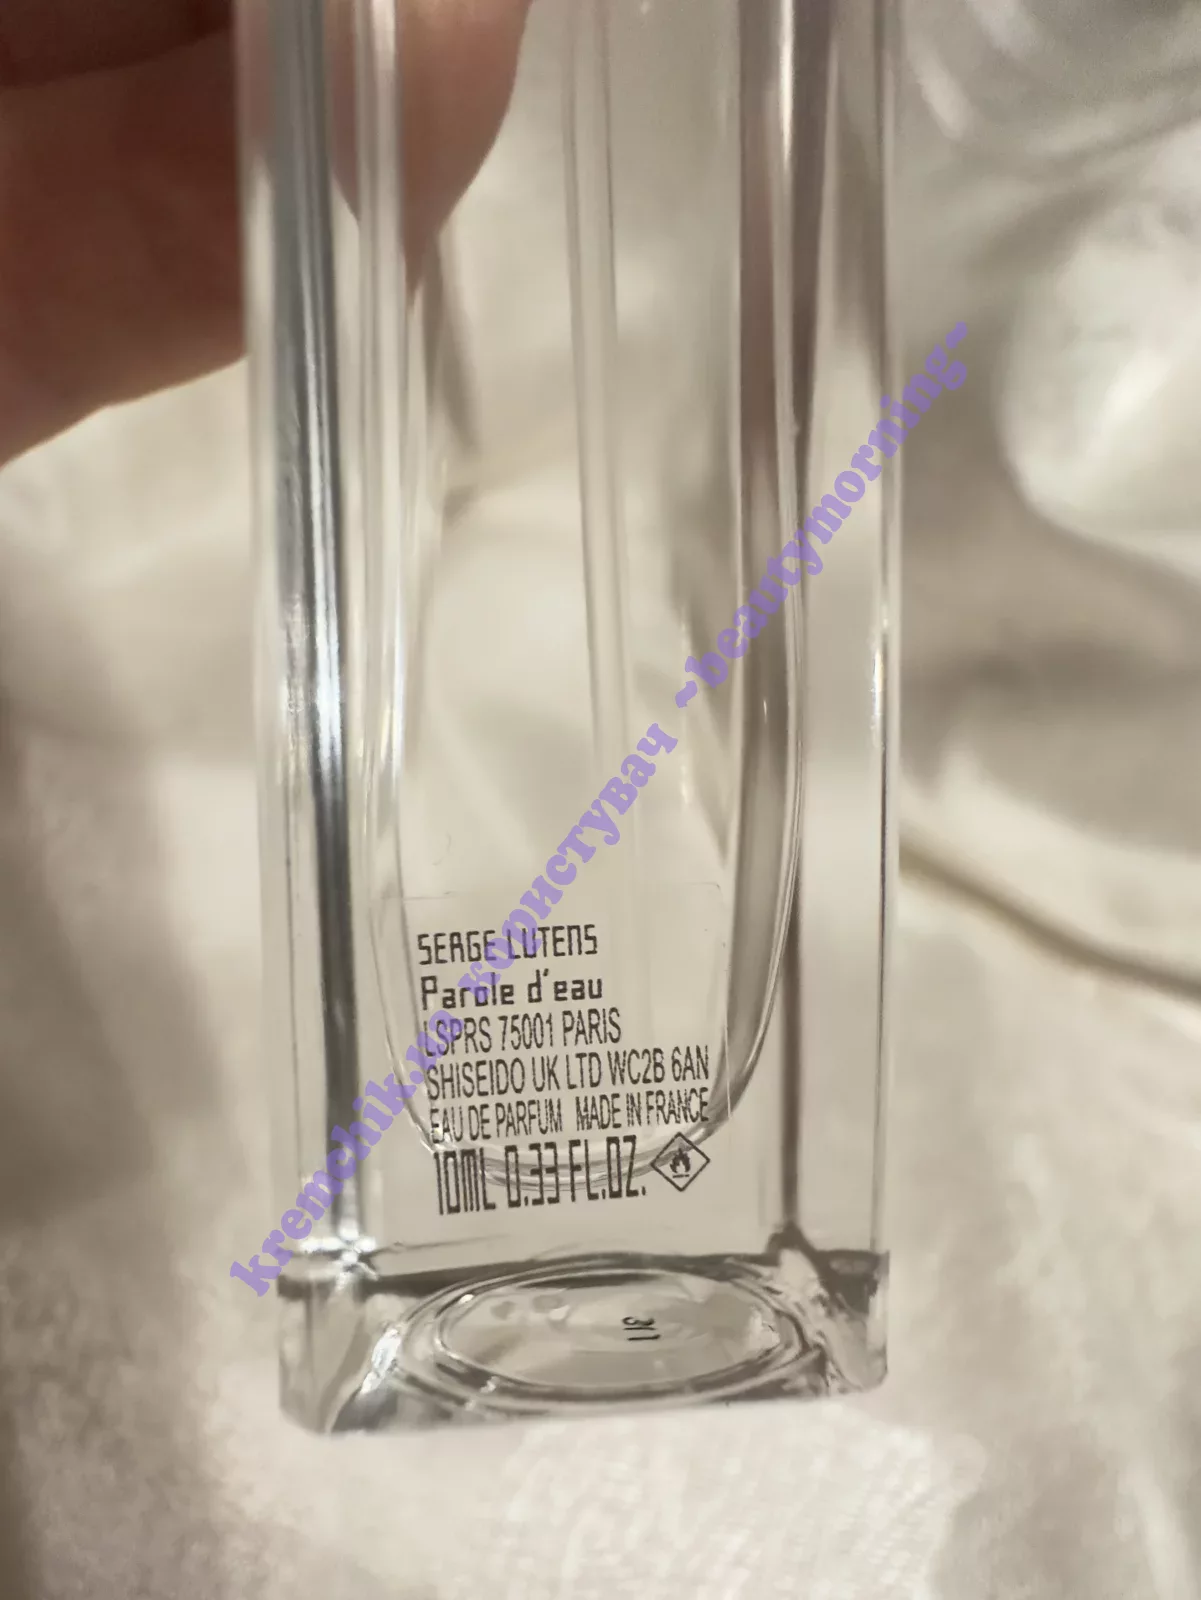 SERGE LUTENS
Parole d'eau
LSPRS 75001 PARIS
SHISEIDO UK LTD WC2B 6AN
EAU DE PARFUM MADE IN FRANCE
10ML 0.33 FL.OZ.
kremchik.ua користувач ~beautymorning~